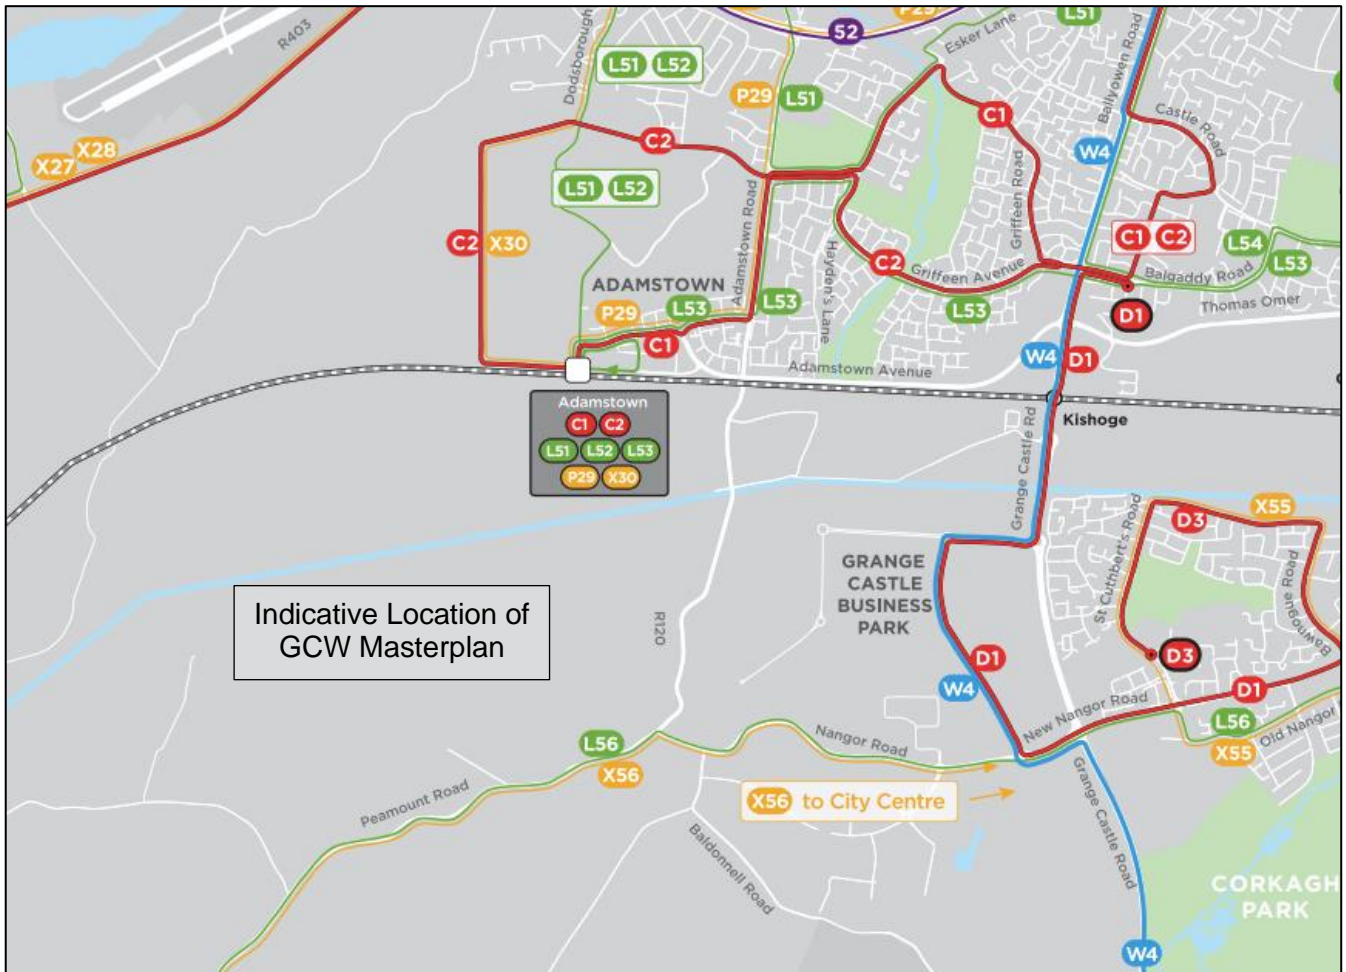 52
P29
L51
R403
Dodsborough
Esker Lane
Ballyowen Road
L51 L52
P29 L51
C1
Castle Road
X27 X28
C2
W4
L51 L52
Griffeen Road
Adamstown Road
C2 X30
C1 C2
L54
Hayden's Lane
C2
Griffeen Avenue
Balgaddy Road
L53
ADAMSTOWN
Thomas Omer
P29 L53 L53
L53
D1
C1
W4 D1
Adamstown Avenue
Adamstown
C1 C2
L51 L52 L53
P29 X30
Kishoge
Grange Castle Rd
St Cuthbert's Road
D3
X55
Bawnogue Road
GRANGE
CASTLE
BUSINESS
PARK
Indicative Location of
GCW Masterplan
R120
D1
W4
D3
D1
New Nangor Road
L56
X55
Old Nangor
L56
X56
Nangor Road
Peamount Road
X56 to City Centre
Grange Castle Road
Baldonnell Road
CORKAGH
PARK
W4